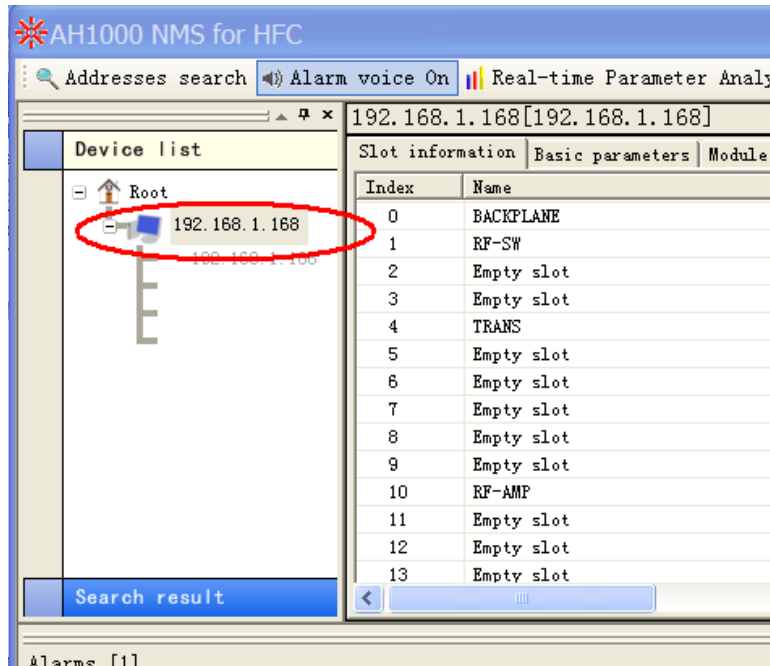 AH1000 NMS for HFC
Addresses search Alarm voice On Real-time Parameter Analy
192.168.1.168[192.168.1.168]
Device list
Slot information Basic parameters Module
Root
192.168.1.168
192.168.1.168
Index Name
0 BACKPLANE
1 RF-SW
2 Empty slot
3 Empty slot
4 TRANS
5 Empty slot
6 Empty slot
7 Empty slot
8 Empty slot
9 Empty slot
10 RF-AMP
11 Empty slot
12 Empty slot
13 Empty slot
Search result
Alarms [1]